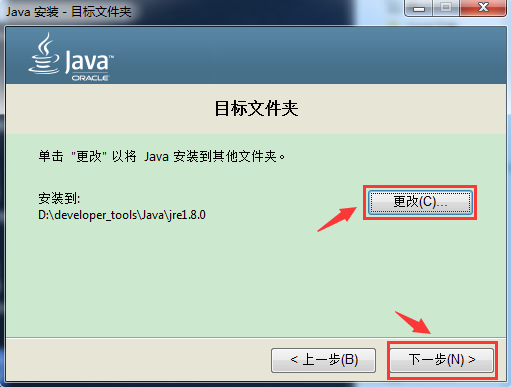 Java 安装 - 目标文件夹
Java™
ORACLE
目标文件夹
单击 "更改" 以将 Java 安装到其他文件夹。
安装到:
D:\developer_tools\Java\jre1.8.0
更改(C)...
< 上一步(B)
下一步(N) >